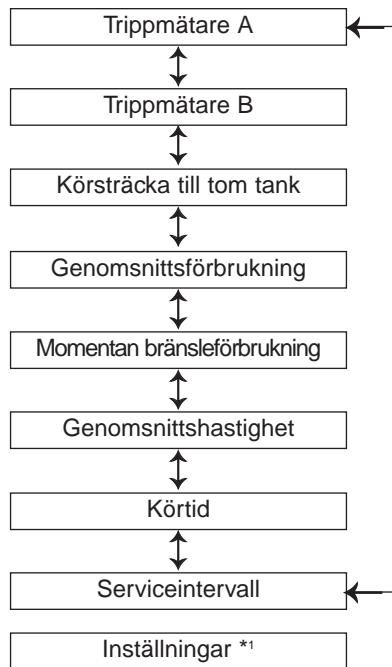 Trippmätare A
Trippmätare B
Körsträcka till tom tank
Genomsnittsförbrukning
Momentan bränsleförbrukning
Genomsnittshastighet
Körtid
Serviceintervall
Inställningar *1